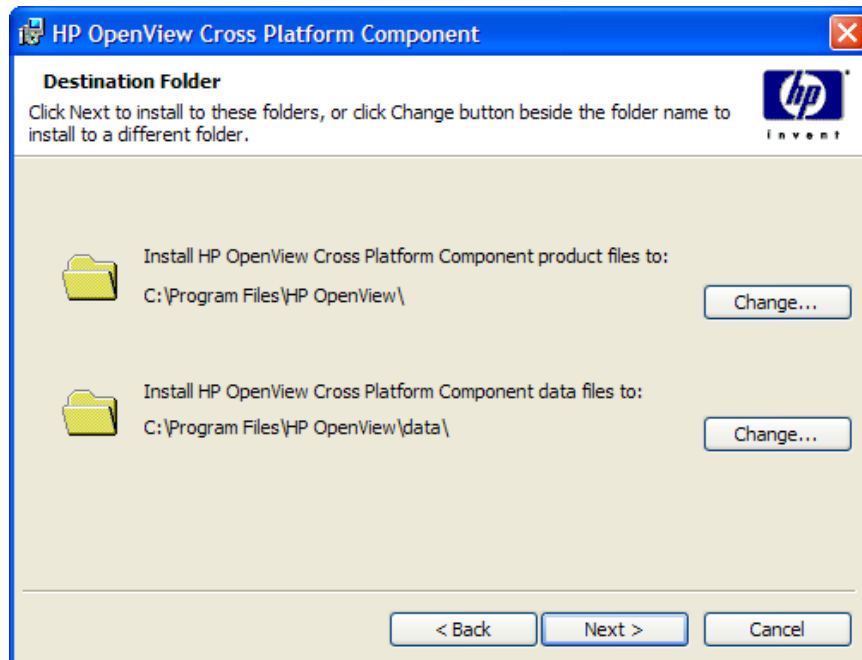 HP OpenView Cross Platform Component
Destination Folder
Click Next to install to these folders, or click Change button beside the folder name to
install to a different folder.
hp
invent
Install HP OpenView Cross Platform Component product files to:
C:\Program Files\HP OpenView\
Change...
Install HP OpenView Cross Platform Component data files to:
C:\Program Files\HP OpenView\data\
Change...
< Back
Next >
Cancel